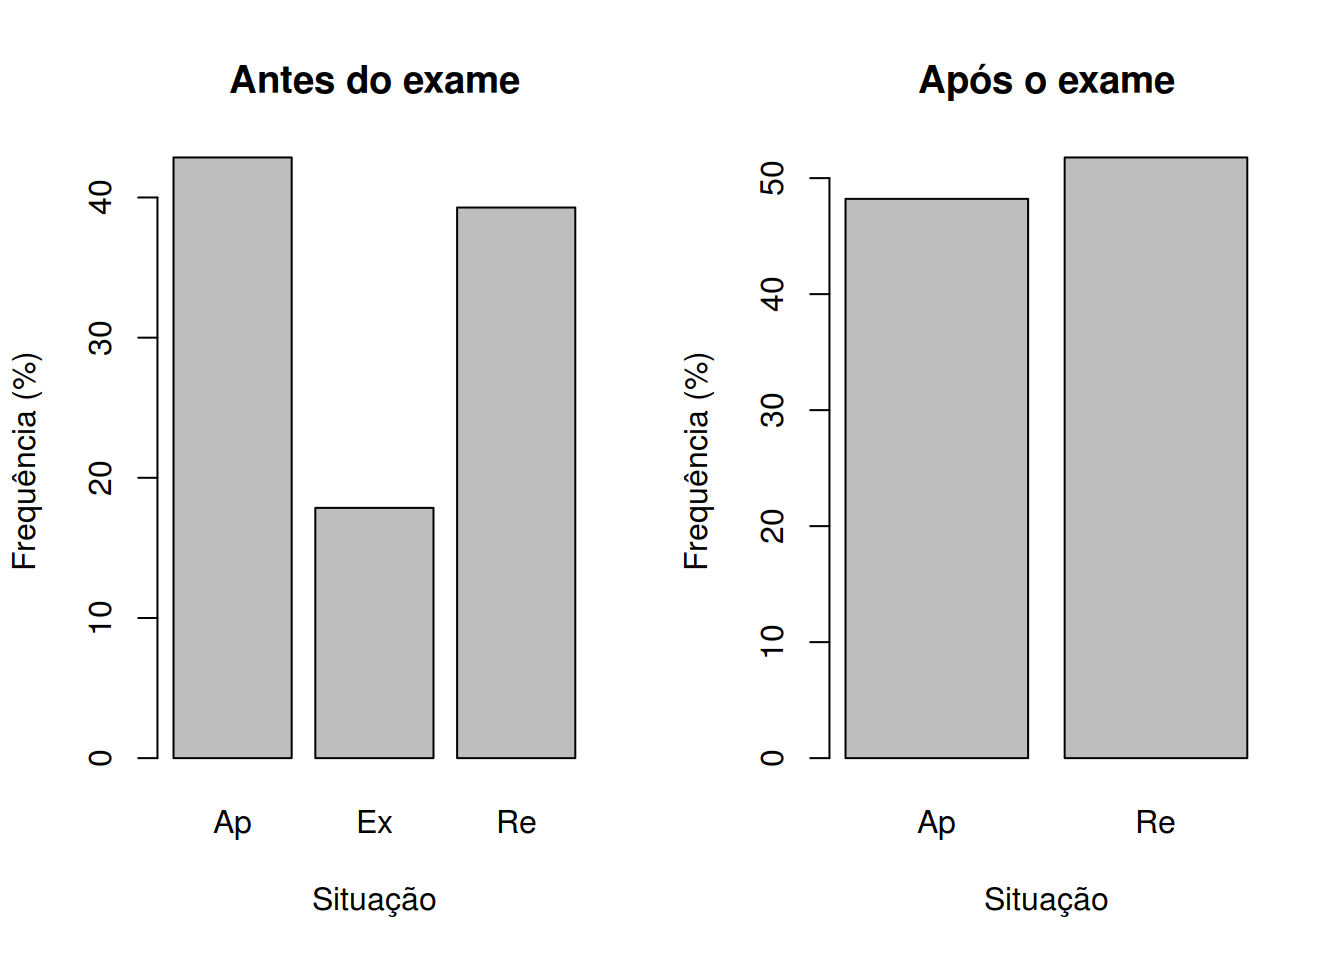 Antes do exame
Frequência (%)
40
30
20
10
0
Ap Ex Re
Situação
Após o exame
Frequência (%)
50
40
30
20
10
0
Ap Re
Situação